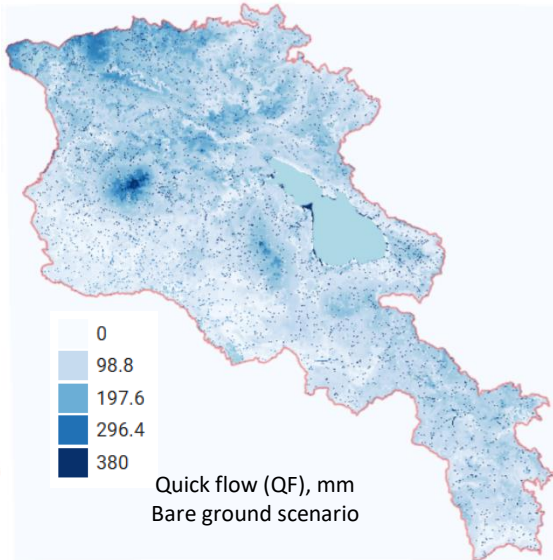 0
98.8
197.6
296.4
380
Quick flow (QF), mm
Bare ground scenario